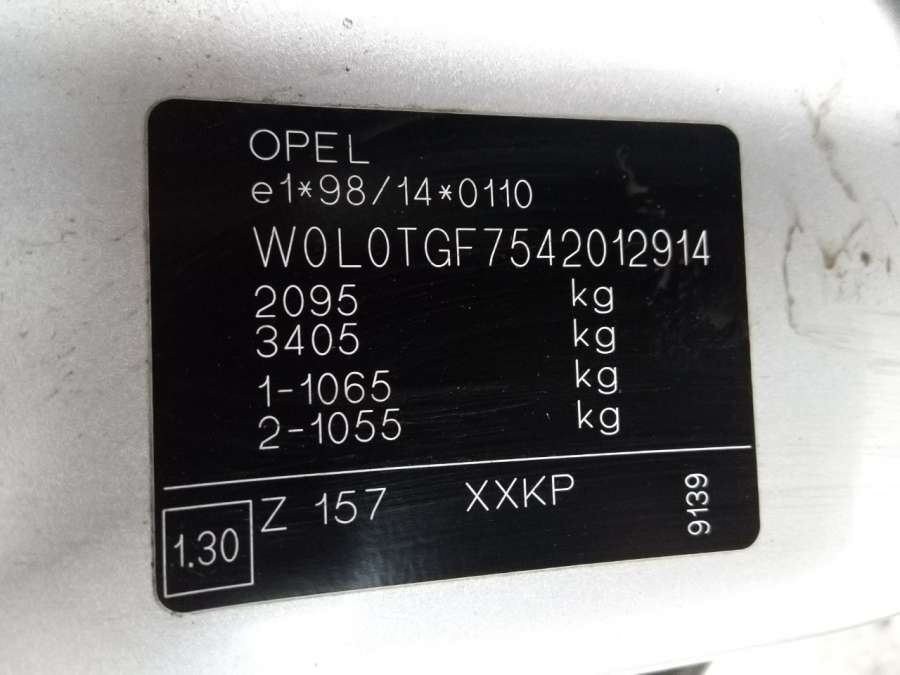 OPEL
e1*98/14*0110
W0L0TGF7542012914
2095 kg
3405 kg
1-1065 kg
2-1055 kg
Z 157 XXKP 9139
1.30